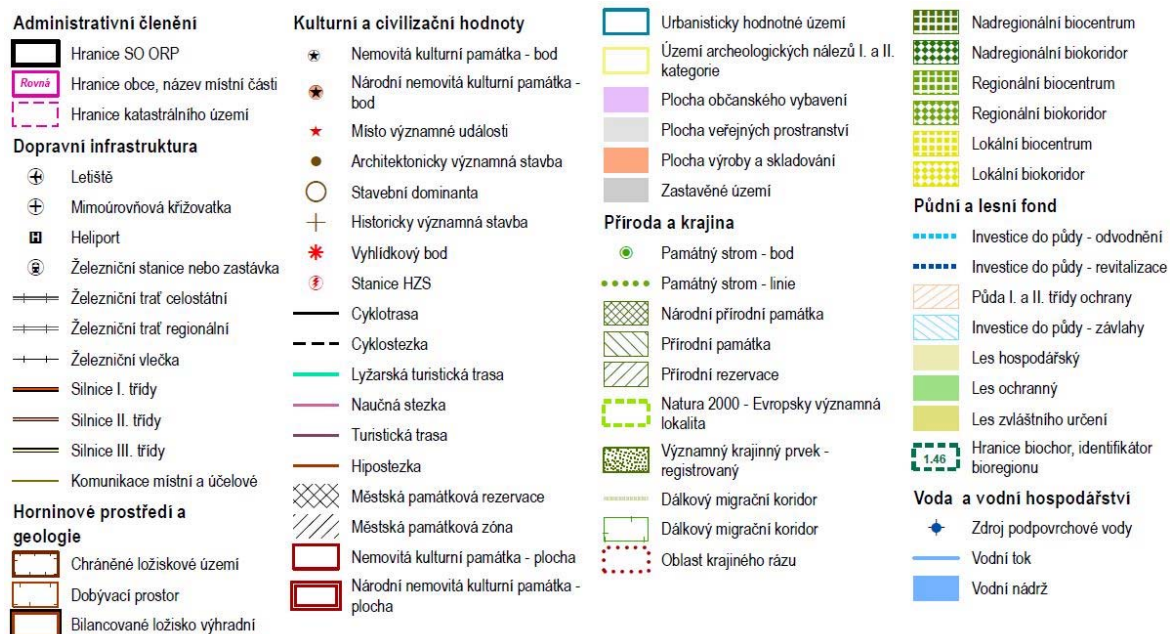 Administrativní členění
Hranice SO ORP
Rovná
Hranice obce, název místní části
Hranice katastrálního území
Dopravní infrastruktura
Letiště
Mimoúrovňová křižovatka
H
Heliport
Železniční stanice nebo zastávka
Železniční trať celostátní
Železniční trať regionální
Železniční vlečka
Silnice I. třídy
Silnice II. třídy
Silnice III. třídy
Komunikace místní a účelové
Horninové prostředí a
geologie
Chráněné ložiskové území
Dobývací prostor
Bilancované ložisko výhradní
Kulturní a civilizační hodnoty
Nemovitá kulturní památka - bod
Národní nemovitá kulturní památka -
bod
Místo významné události
Architektonicky významná stavba
Stavební dominanta
Historicky významná stavba
Vyhlídkový bod
Stanice HZS
Cyklotrasa
Cyklostezka
Lyžarská turistická trasa
Naučná stezka
Turistická trasa
Hipostezka
Městská památková rezervace
Městská památková zóna
Nemovitá kulturní památka - plocha
Národní nemovitá kulturní památka -
plocha
Urbanisticky hodnotné území
Území archeologických nálezů I. a II.
kategorie
Plocha občanského vybavení
Plocha veřejných prostranství
Plocha výroby a skladování
Zastavěné území
Příroda a krajina
Památný strom - bod
Památný strom - linie
Národní přírodní památka
Přírodní památka
Přírodní rezervace
Natura 2000 - Evropsky významná
lokalita
Významný krajinný prvek -
registrovaný
Dálkový migrační koridor
Dálkový migrační koridor
Oblast krajiného rázu
Nadregionální biocentrum
Nadregionální biokoridor
Regionální biocentrum
Regionální biokoridor
Lokální biocentrum
Lokální biokoridor
Půdní a lesní fond
Investice do půdy - odvodnění
Investice do půdy - revitalizace
Půda I. a II. třídy ochrany
Investice do půdy - závlahy
Les hospodářský
Les ochranný
Les zvláštního určení
1.46
Hranice biochor, identifikátor
bioregionu
Voda a vodní hospodářství
Zdroj podpovrchové vody
Vodní tok
Vodní nádrž